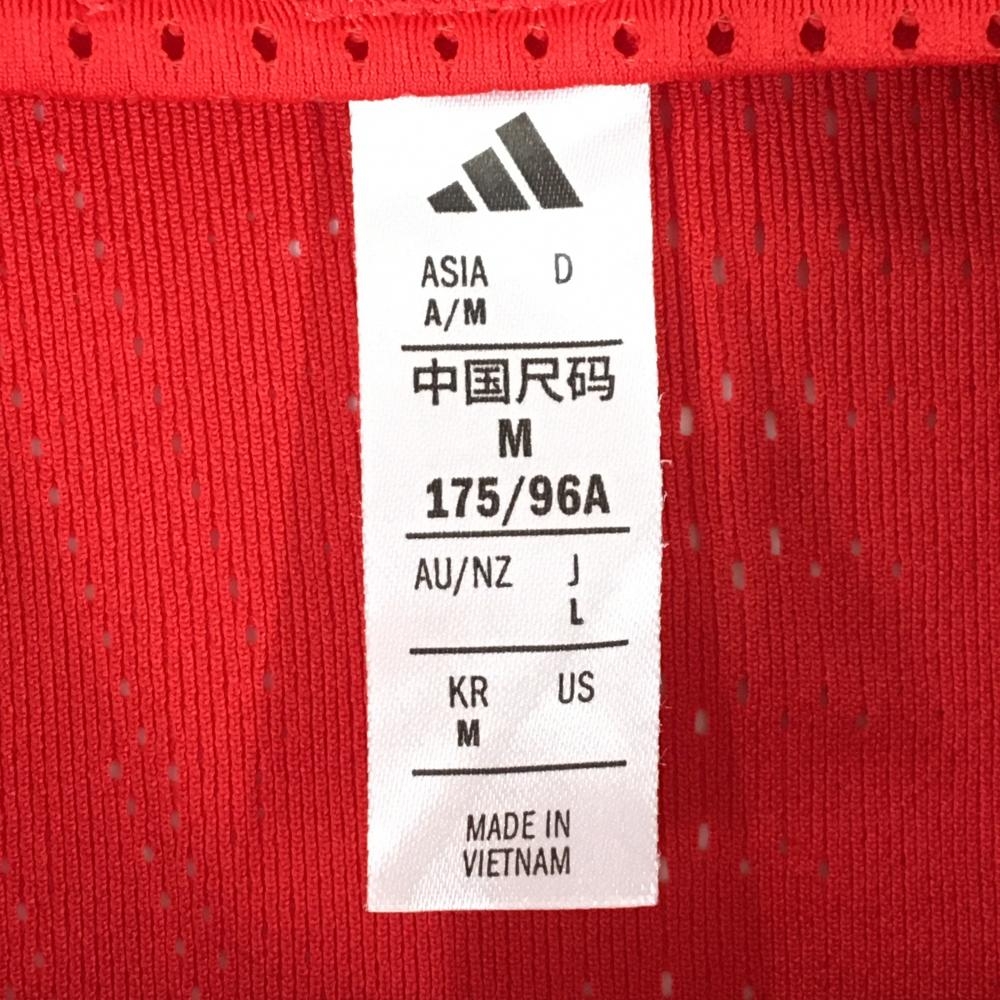 ASIA D
A/M
中国尺码
M
175/96A
AU/NZ J
L
KR US
M
MADE IN
VIETNAM